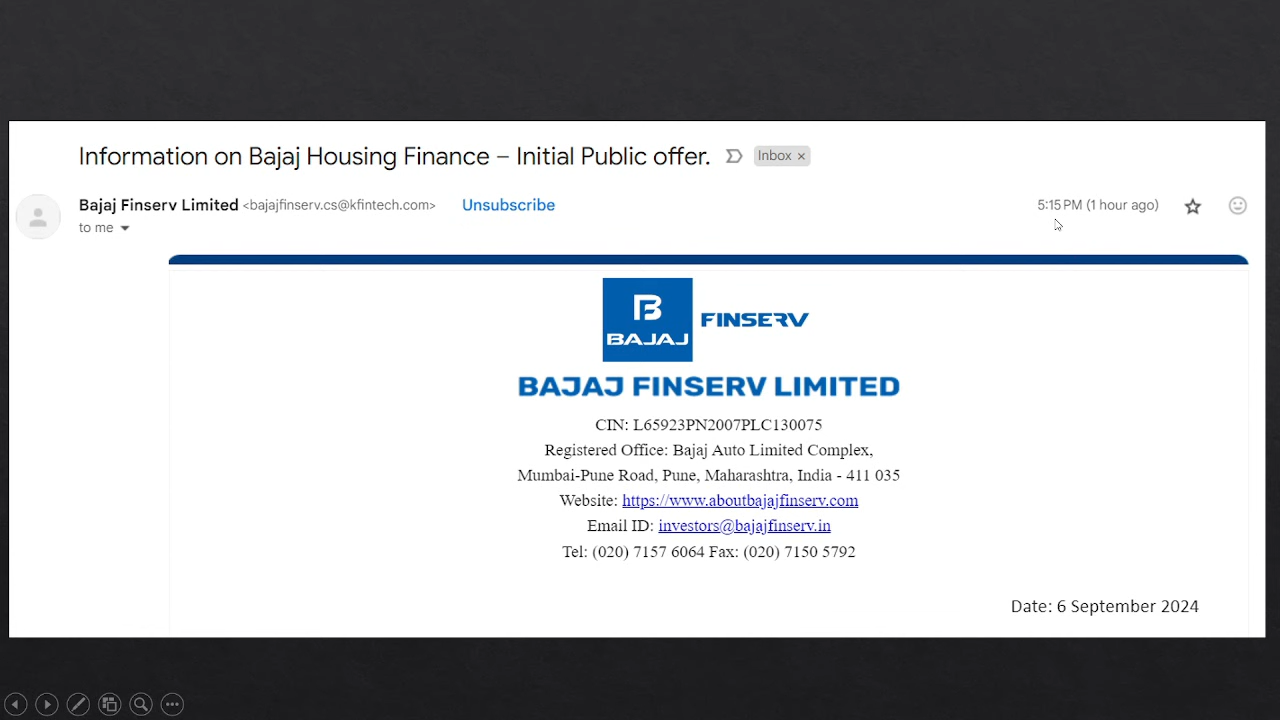 Information on Bajaj Housing Finance – Initial Public offer. Inbox ×
Bajaj Finserv Limited <bajajfinserv.cs@kfintech.com> Unsubscribe 5:15 PM (1 hour ago)
to me
B
BAJAJ
FINSERV
BAJAJ FINSERV LIMITED
CIN: L65923PN2007PLC130075
Registered Office: Bajaj Auto Limited Complex,
Mumbai-Pune Road, Pune, Maharashtra, India - 411 035
Website: https://www.aboutbajajfinserv.com
Email ID: investors@bajajfinserv.in
Tel: (020) 7157 6064 Fax: (020) 7150 5792
Date: 6 September 2024